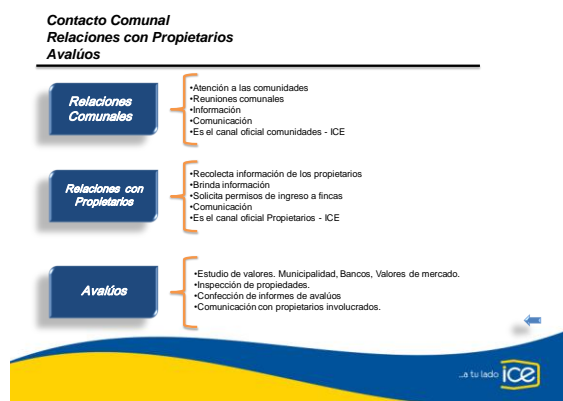 Contacto Comunal
Relaciones con Propietarios
Avalúos
Relaciones
Comunales
•Atención a las comunidades
•Reuniones comunales
•Información
•Comunicación
•Es el canal oficial comunidades - ICE
Relaciones con
Propietarios
•Recolecta información de los propietarios
•Brinda información
•Solicita permisos de ingreso a fincas
•Comunicación
•Es el canal oficial Propietarios - ICE
Avalúos
•Estudio de valores. Municipalidad, Bancos, Valores de mercado.
•Inspección de propiedades.
•Confección de informes de avalúos
•Comunicación con propietarios involucrados.
...a tu lado ice